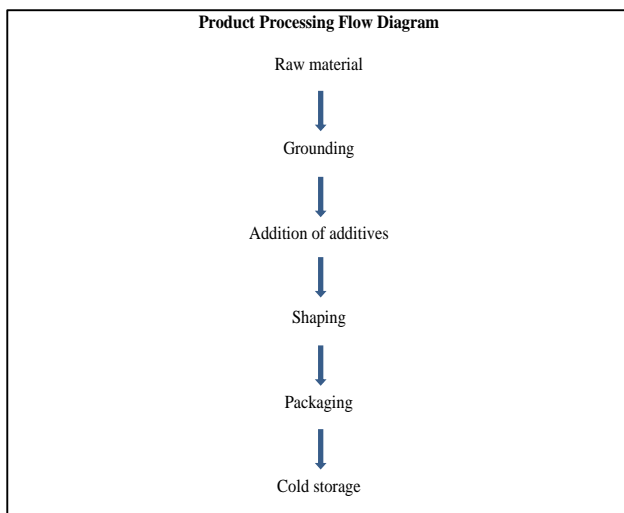 Product Processing Flow Diagram
Raw material
Grounding
Addition of additives
Shaping
Packaging
Cold storage